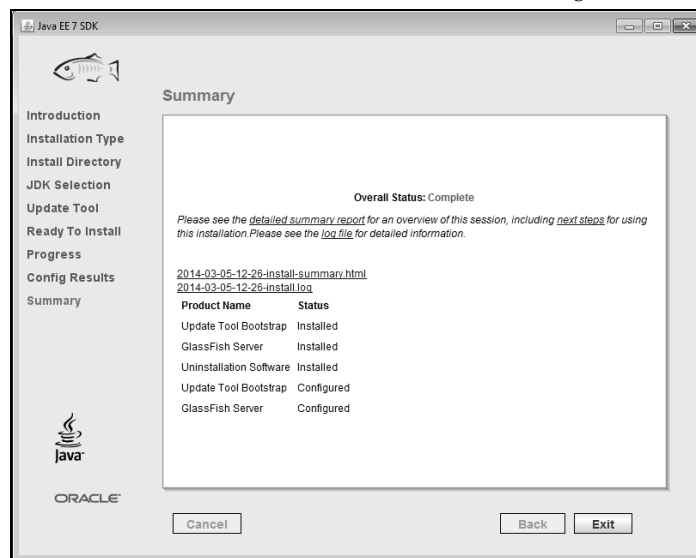 Java EE 7 SDK
Introduction
Installation Type
Install Directory
JDK Selection
Update Tool
Ready To Install
Progress
Config Results
Summary
Summary
Overall Status: Complete
Please see the detailed summary report for an overview of this session, including next steps for using
this installation.Please see the log file for detailed information.
2014-03-05-12-26-install-summary.html
2014-03-05-12-26-install.log
Product Name Status
Update Tool Bootstrap Installed
GlassFish Server Installed
Uninstallation Software Installed
Update Tool Bootstrap Configured
GlassFish Server Configured
Java
ORACLE
Cancel Back Exit